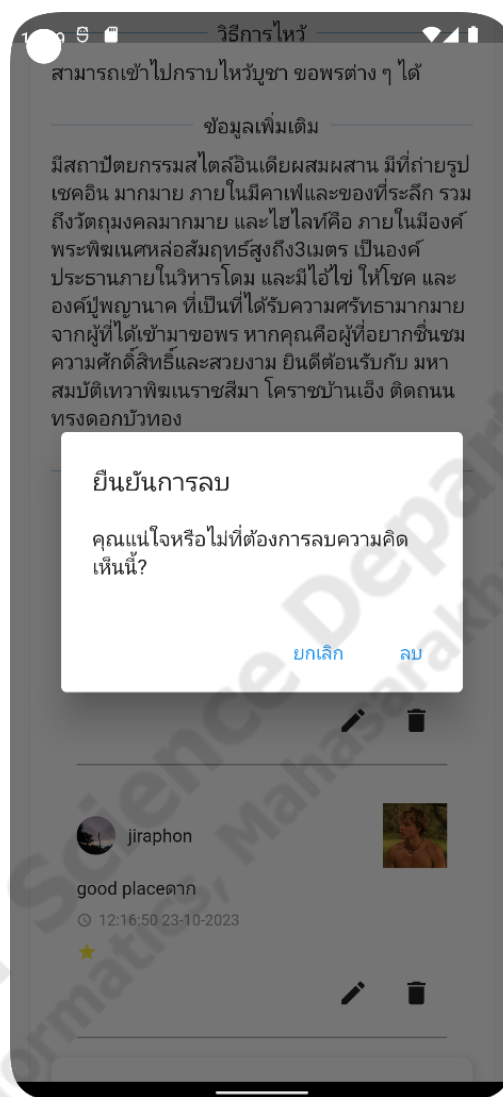 วิธีการไหว้
สามารถเข้าไปกราบไหว้บูชา ขอพรต่าง ๆ ได้
ข้อมูลเพิ่มเติม
มีสถาปัตยกรรมสไตล์อินเดียผสมผสาน มีที่ถ่ายรูป
เชคอิน มากมาย ภายในมีคาเฟ่และของที่ระลึก รวม
ถึงวัตถุมงคลมากมาย และไฮไลท์คือ ภายในมีองค์
พระพิฆเนศหล่อสัมฤทธิ์สูงถึง3เมตร เป็นองค์
ประธานภายในวิหารโดม และมีไอ้ไข่ ให้โชค และ
องค์ปู่พญานาค ที่เป็นที่ได้รับความศรัทธามากมาย
จากผู้ที่ได้เข้ามาขอพร หากคุณคือผู้ที่อยากชื่นชม
ความศักดิ์สิทธิ์และสวยงาม ยินดีต้อนรับกับ มหา
สมบัติเทวาพิฆเนราชสีมา โคราชบ้านเอ็ง ติดถนน
ทรงดอกบัวทอง
ยืนยันการลบ
คุณแน่ใจหรือไม่ที่ต้องการลบความคิด
เห็นนี้?
ยกเลิก ลบ
jiraphon
good placeดาก
12:16:50 23-10-2023